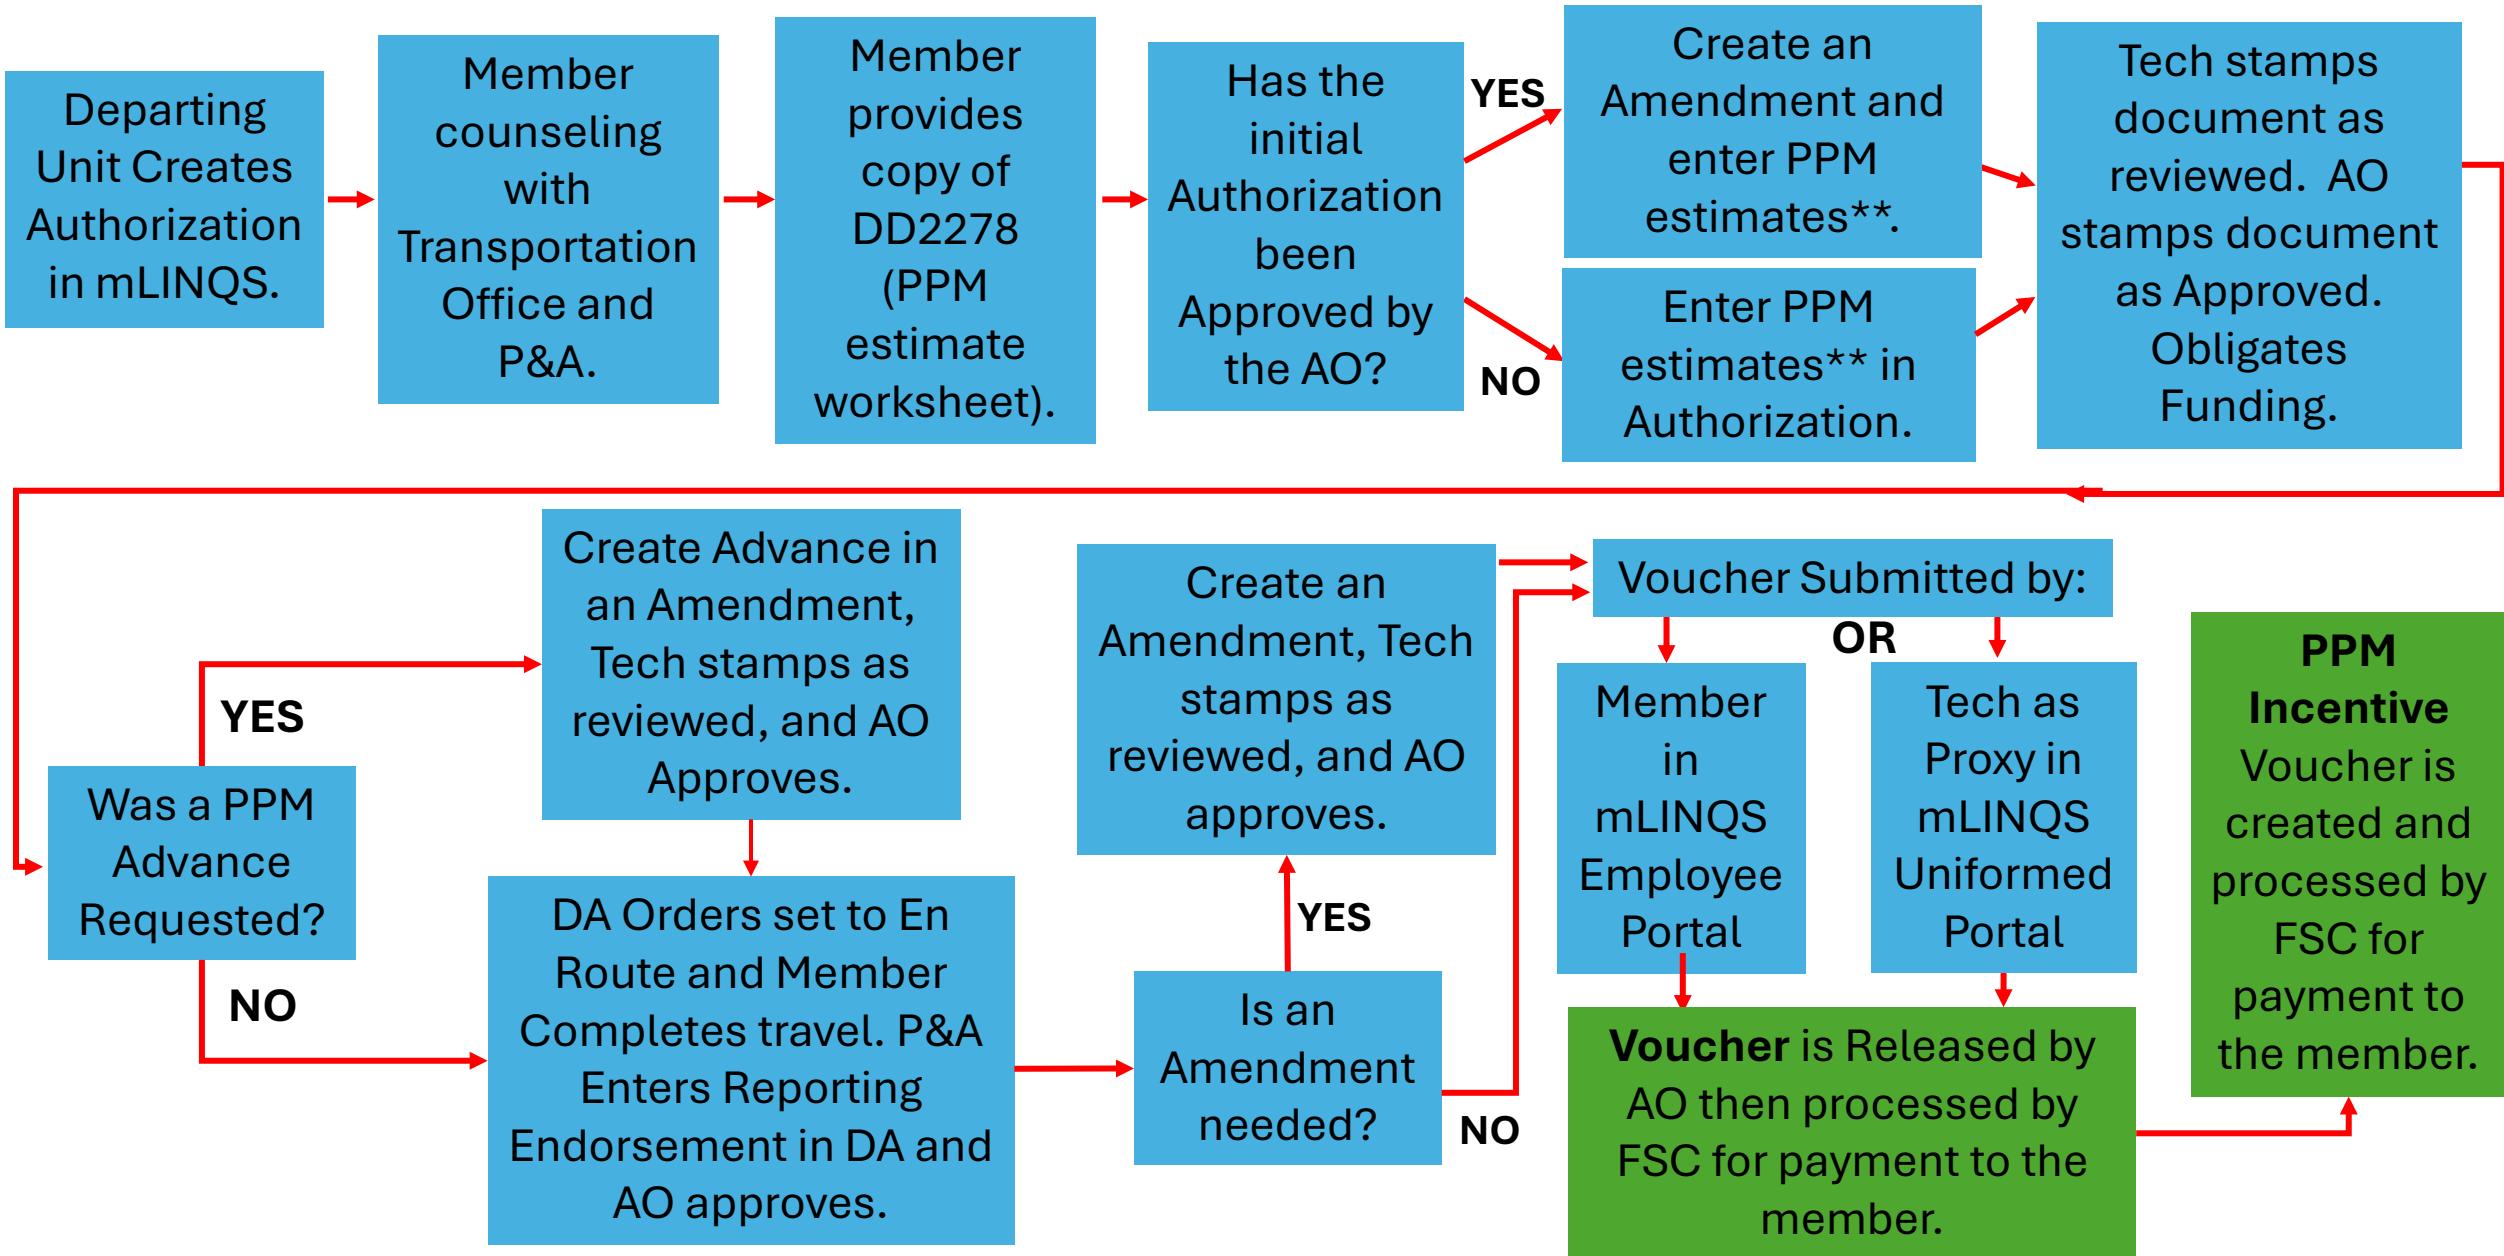 Departing
Unit Creates
Authorization
in mLINQS.
Member
counseling
with
Transportation
Office and
P&A.
Member
provides
copy of
DD2278
(PPM
estimate
worksheet).
Has the
initial
Authorization
been
Approved by
the AO?
YES
NO
Create an
Amendment and
enter PPM
estimates**.
Enter PPM
estimates** in
Authorization.
Tech stamps
document as
reviewed.  AO
stamps document
as Approved.
Obligates
Funding.
Was a PPM
Advance
Requested?
YES
NO
Create Advance in
an Amendment,
Tech stamps as
reviewed, and AO
Approves.
DA Orders set to En
Route and Member
Completes travel. P&A
Enters Reporting
Endorsement in DA and
AO approves.
Is an
Amendment
needed?
YES
NO
Create an
Amendment, Tech
stamps as
reviewed, and AO
approves.
Voucher Submitted by:
OR
Member
in
mLINQS
Employee
Portal
Tech as
Proxy in
mLINQS
Uniformed
Portal
Voucher is Released by
AO then processed by
FSC for payment to the
member.
PPM
Incentive
Voucher is
created and
processed by
FSC for
payment to
the member.